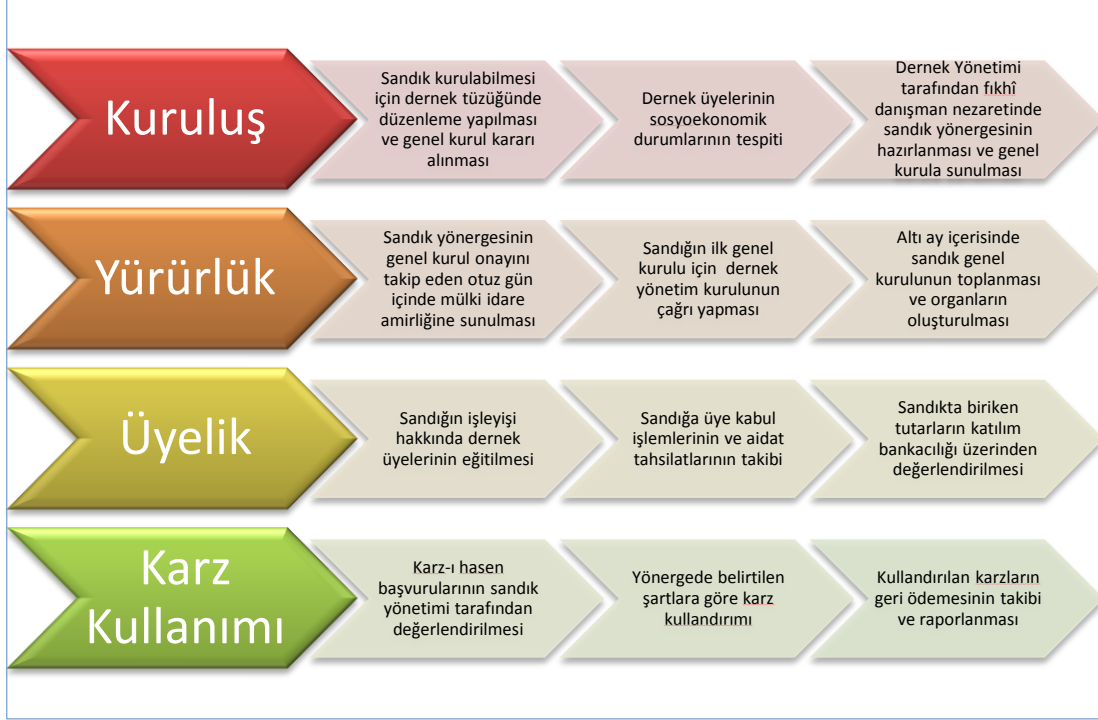 Kuruluş
Sandık kurulabilmesi
için dernek tüzüğünde
düzenleme yapılması
ve genel kurul kararı
alınması
Dernek üyelerinin
sosyoekonomik
durumlarının tespiti
Dernek Yönetimi
tarafından fıkhî
danışman nezaretinde
sandık yönergesinin
hazırlanması ve genel
kurula sunulması
Yürürlük
Sandık yönergesinin
genel kurul onayını
takip eden otuz gün
içinde mülki idare
amirliğine sunulması
Sandığın ilk genel
kurulu için dernek
yönetim kurulunun
çağrı yapması
Altı ay içerisinde
sandık genel
kurulunun toplanması
ve organların
oluşturulması
Üyelik
Sandığın işleyişi
hakkında dernek
üyelerinin eğitilmesi
Sandığa üye kabul
işlemlerinin ve aidat
tahsilatlarının takibi
Sandıkta biriken
tutarların katılım
bankacılığı üzerinden
değerlendirilmesi
Karz
Kullanımı
Karz-ı hasen
başvurularının sandık
yönetimi tarafından
değerlendirilmesi
Yönergede belirtilen
şartlara göre karz
kullandırımı
Kullandırılan karzların
geri ödemesinin takibi
ve raporlanması